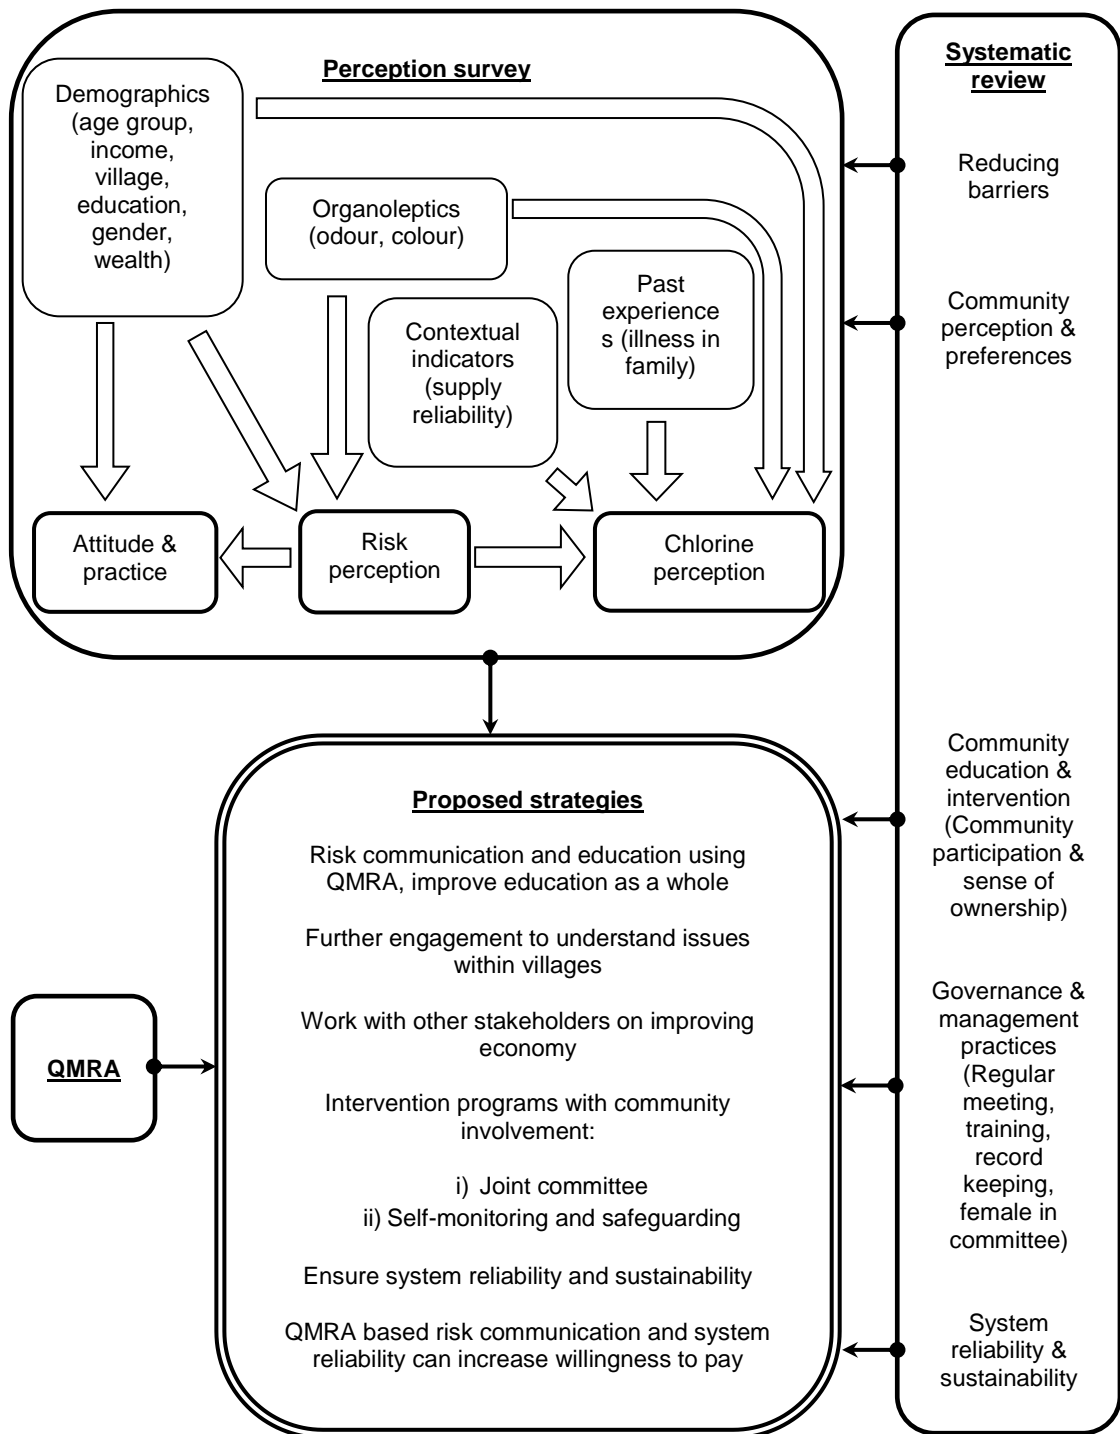 Perception survey
Demographics
(age group,
income,
village,
education,
gender,
wealth)
Organoleptics
(odour, colour)
Contextual
indicators
(supply
reliability)
Past
experience
s (illness in
family)
Attitude &
practice
Risk
perception
Chlorine
perception
Systematic
review
Reducing
barriers
Community
perception &
preferences
Community
education &
intervention
(Community
participation &
sense of
ownership)
Governance &
management
practices
(Regular
meeting,
training,
record
keeping,
female in
committee)
System
reliability &
sustainability
QMRA
Proposed strategies
Risk communication and education using
QMRA, improve education as a whole
Further engagement to understand issues
within villages
Work with other stakeholders on improving
economy
Intervention programs with community
involvement:
i) Joint committee
ii) Self-monitoring and safeguarding
Ensure system reliability and sustainability
QMRA based risk communication and system
reliability can increase willingness to pay